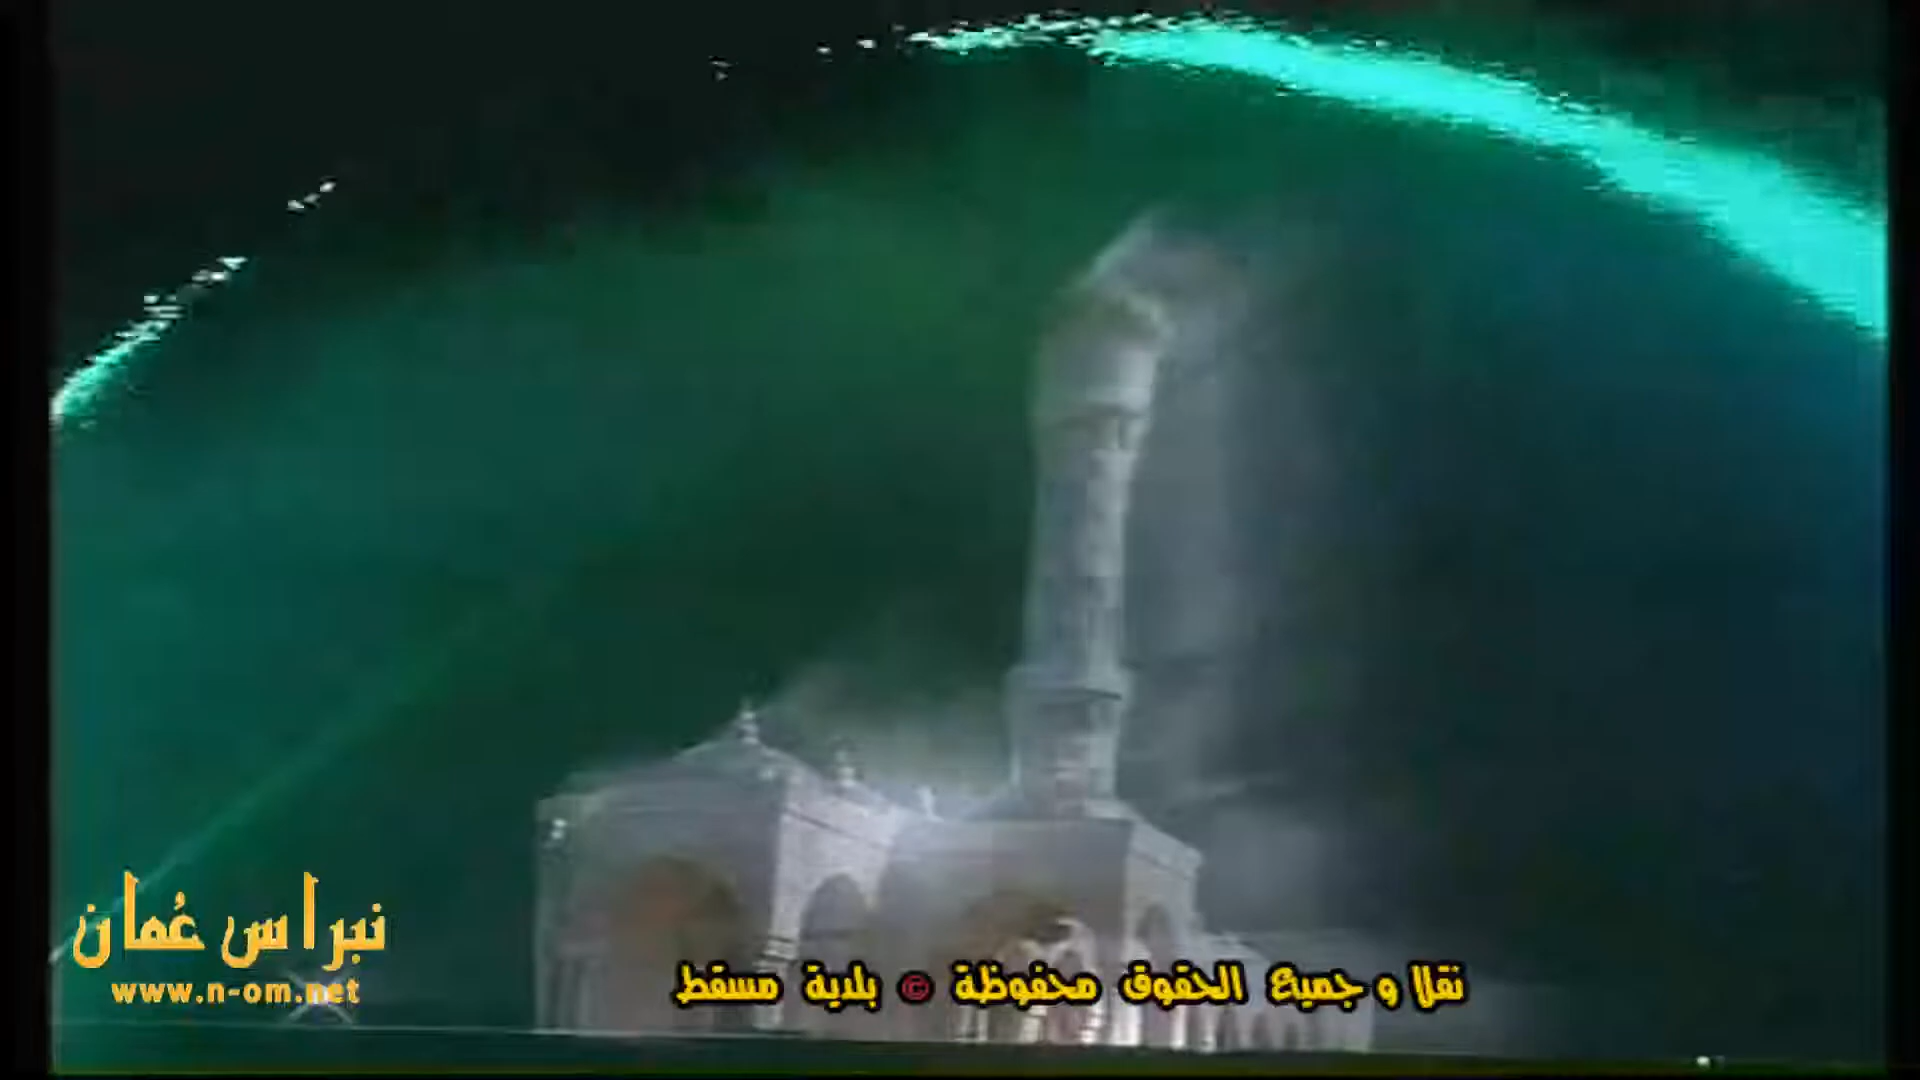 نبراس عُمان
www.n-om.net
نقلا و جميع الحقوق محفوظة © بلدية مسقط